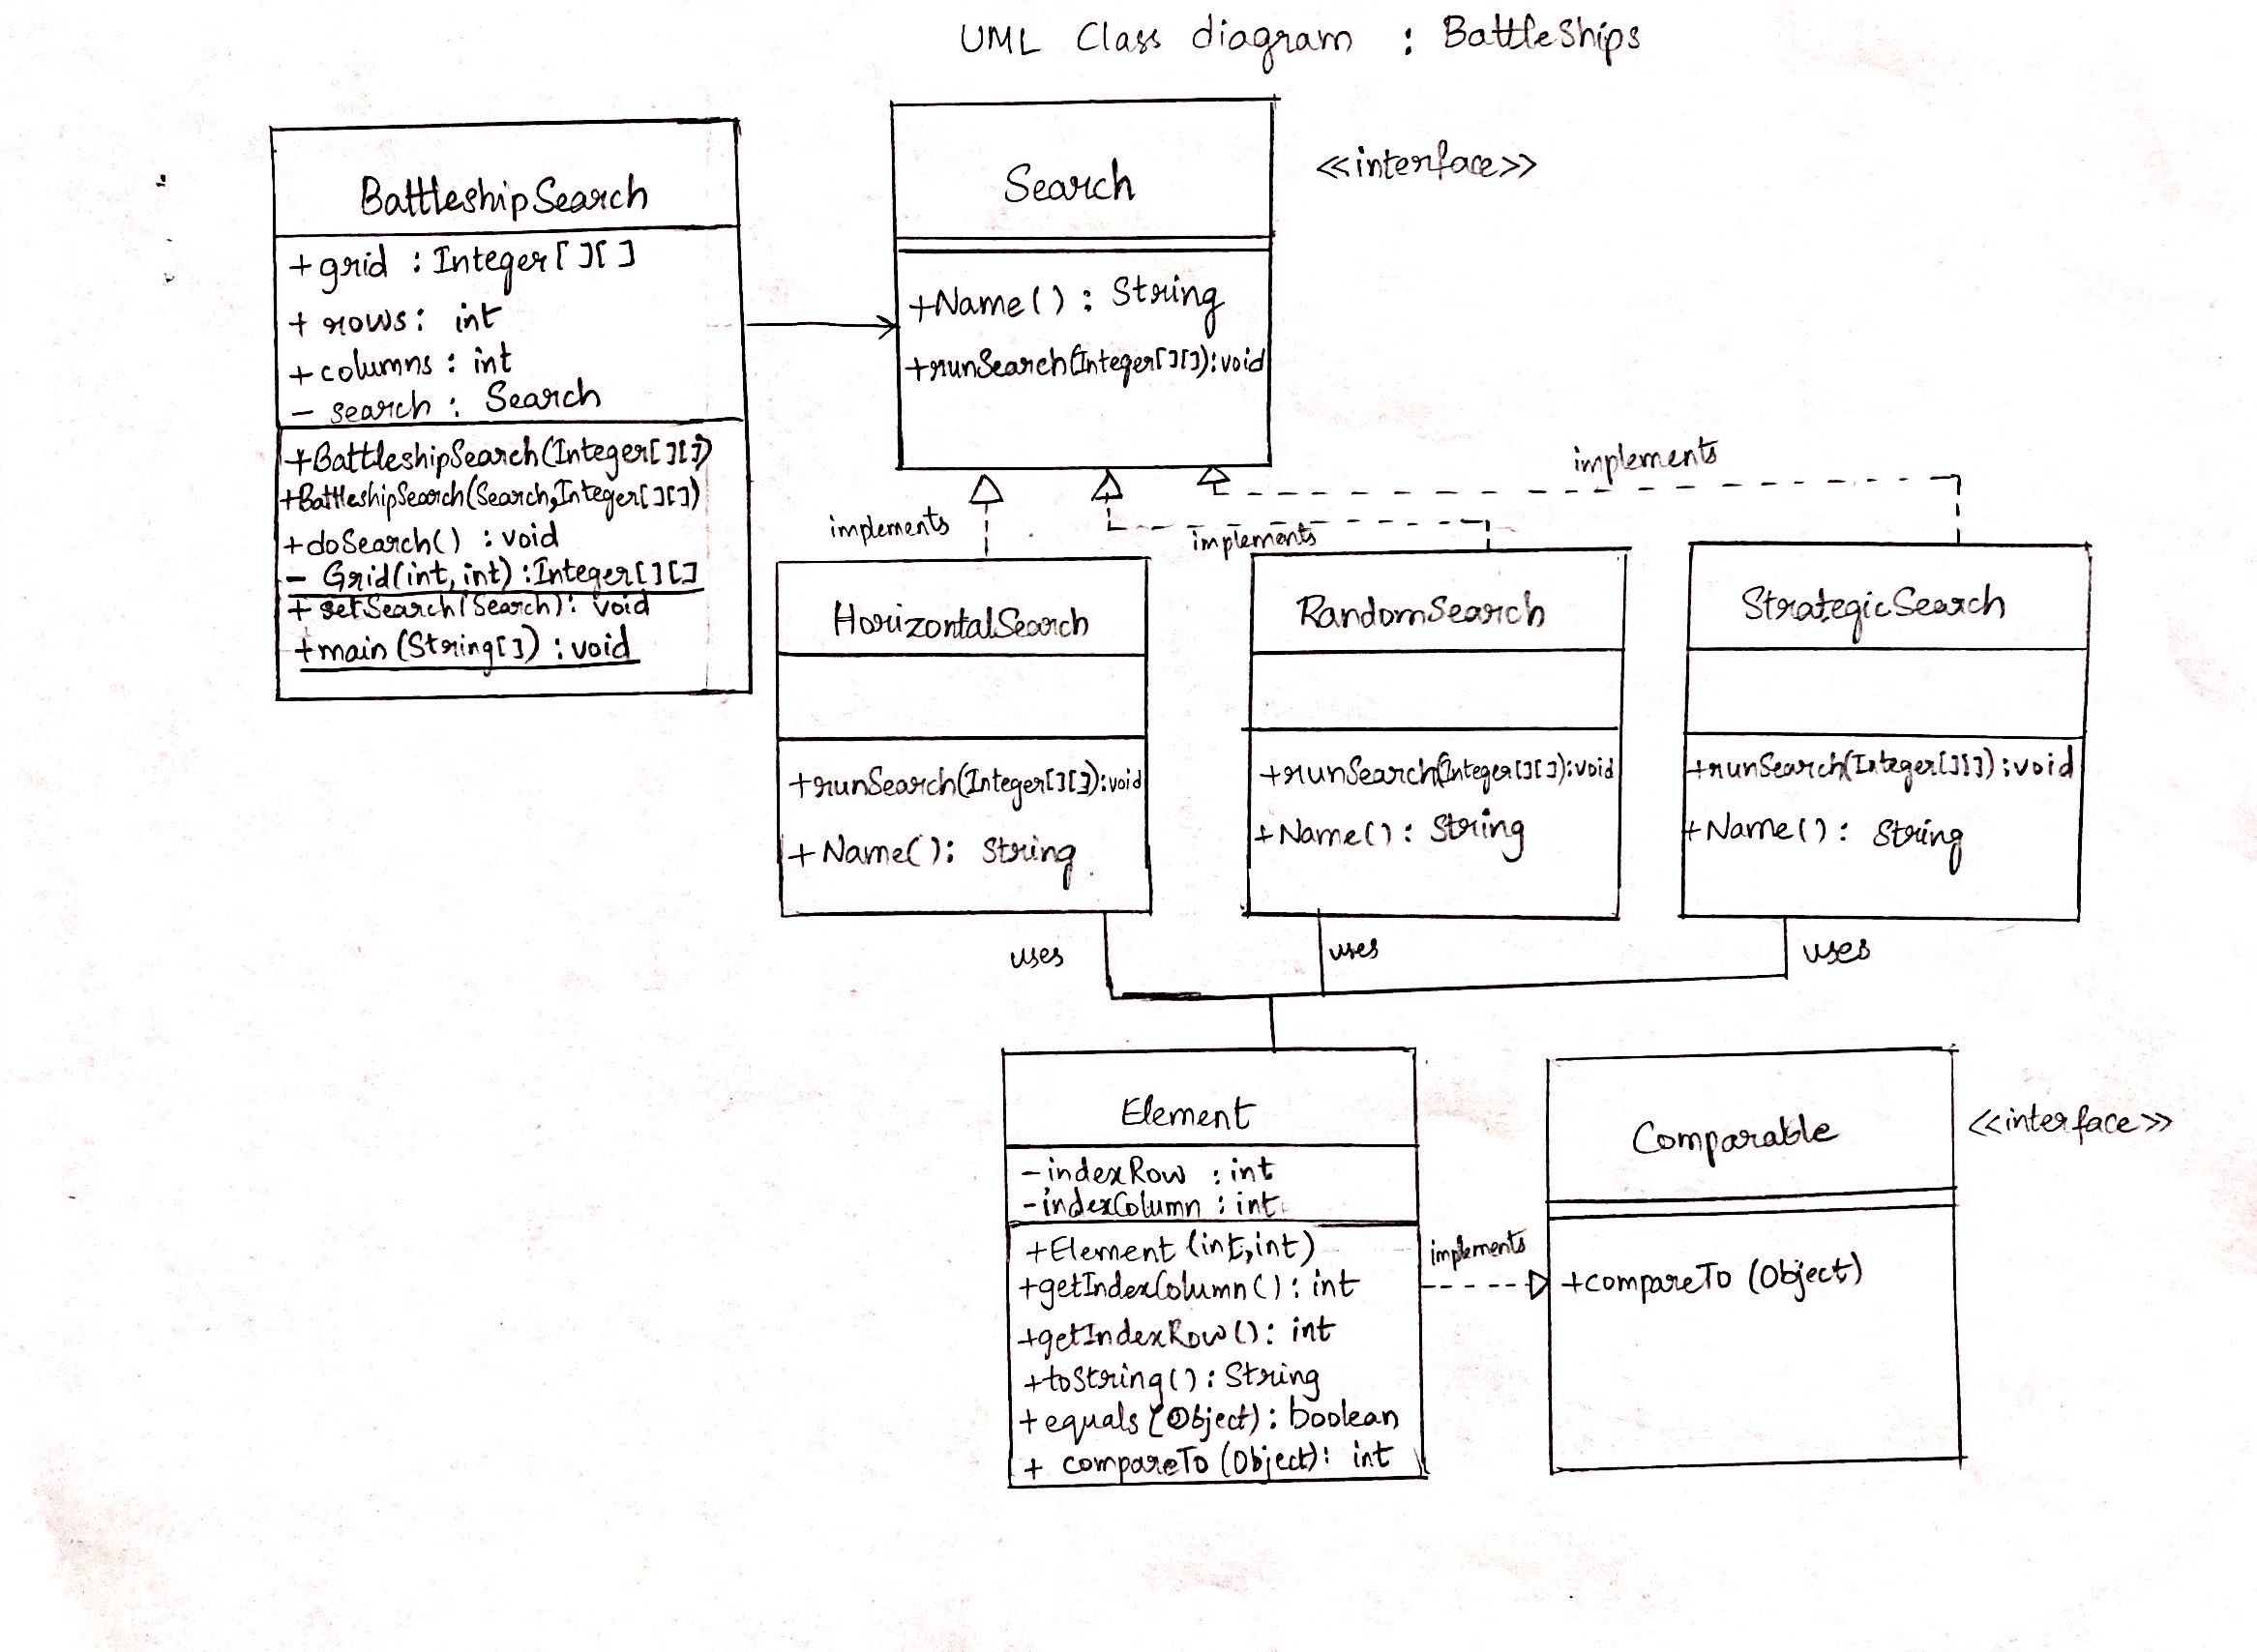 UML Class diagram : BattleShips
BattleshipSearch
+grid : Integer[][]
+ rows: int
+columns: int
- search: Search
+BattleshipSearch(Integer[][])
+BattleshipSearch(Search,Integer[][])
+doSearch() : void
- Grid(int, int) : Integer[][]
+ setSearch(Search): void
+main (String[]) : void
Search
<<interface>>
+Name() : String
+runSearch(Integer[][]):void
implements
implements
implements
HorizontalSearch
+runSearch(Integer[][]):void
+ Name(): String
RandomSearch
+runSearch(Integer[][]):void
+Name(): String
StrategicSearch
+runSearch(Integer[][]):void
+Name(): String
uses
uses
uses
Element
-indexRow : int
-indexColumn : int
+Element (int,int)
+getIndexColumn(): int
+getIndexRow(): int
+toString(): String
+equals (Object): boolean
+ compareTo (Object): int
implements
Comparable
<<interface>>
+compareTo (Object)